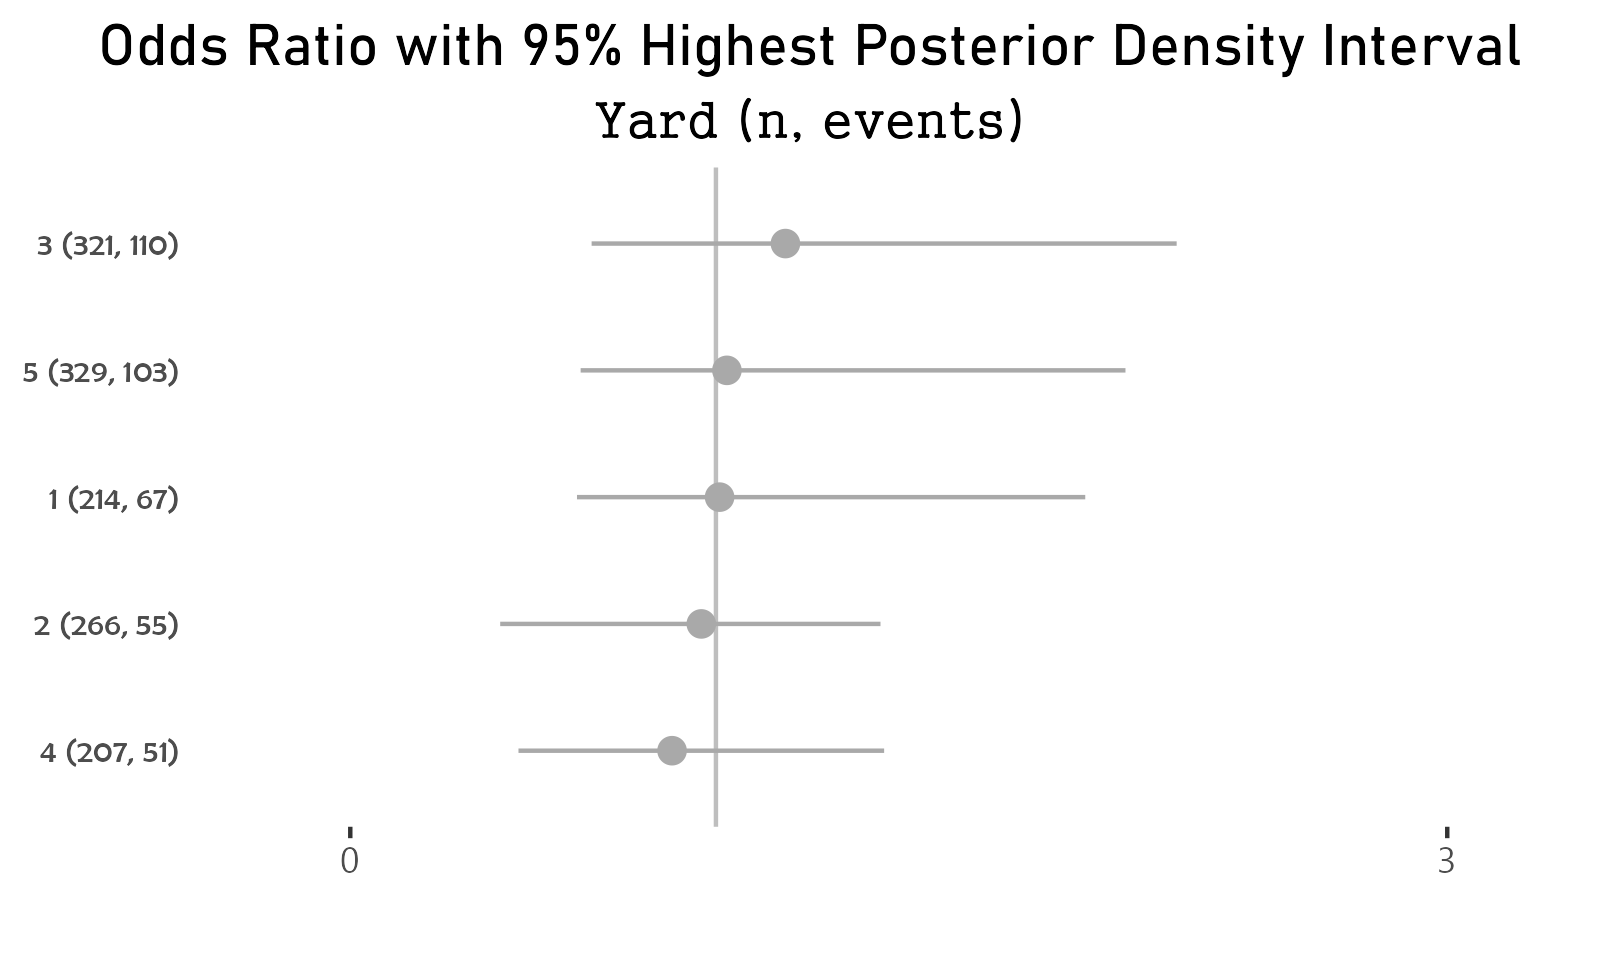 Odds Ratio with 95% Highest Posterior Density Interval
Yard (n, events)
3 (321, 110)
5 (329, 103)
1 (214, 67)
2 (266, 55)
4 (207, 51)
0 3